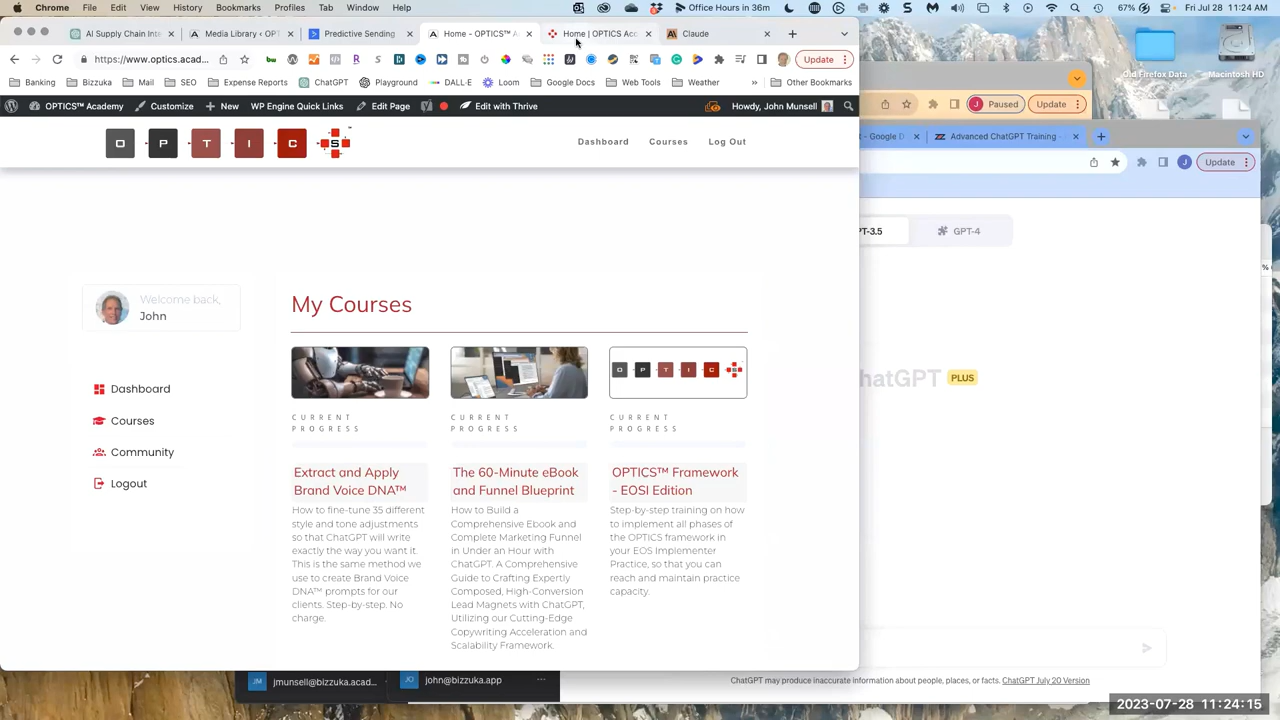 Chrome File Edit View History Bookmarks Profiles Tab Window Help
Office Hours in 36m
67% Fri Jul 28 11:24 AM
AI Supply Chain In
Media Library ‹ OPT
Predictive Sending
Home - OPTICS™ A
Home | OPTICS Acc
Claude
https://www.optics.acad...
Update
Banking Bizzuka Mail SEO Expense Reports ChatGPT Playground DALL-E Loom Google Docs Web Tools Weather Other Bookmarks
OPTICS™ Academy Customize New WP Engine Quick Links Edit Page Edit with Thrive Howdy, John Munsell
O P T I C S
Dashboard Courses Log Out
Welcome back,
John
Dashboard
Courses
Community
Logout
My Courses
O P T I C S
CURRENT
PROGRESS
Extract and Apply
Brand Voice DNA™
How to fine-tune 35 different
style and tone adjustments
so that ChatGPT will write
exactly the way you want it.
This is the same method we
use to create Brand Voice
DNA™ prompts for our
clients. Step-by-step. No
charge.
CURRENT
PROGRESS
The 60-Minute eBook
and Funnel Blueprint
How to Build a
Comprehensive Ebook and
Complete Marketing Funnel
in Under an Hour with
ChatGPT. A Comprehensive
Guide to Crafting Expertly
Composed, High-Conversion
Lead Magnets with ChatGPT,
Utilizing our Cutting-Edge
Copywriting Acceleration and
Scalability Framework.
CURRENT
PROGRESS
OPTICS™ Framework
- EOSI Edition
Step-by-step training on how
to implement all phases of
the OPTICS framework in
your EOS Implementer
Practice, so that you can
reach and maintain practice
capacity.
Old Firefox Data
Macintosh HD
J Paused Update
- Google D
Advanced ChatGPT Training -
J Update
PT-3.5 GPT-4
hatGPT PLUS
JM jmunsell@bizzuka.acad...
JO john@bizzuka.app
ChatGPT may produce inaccurate information about people, places, or facts. ChatGPT July 20 Version
2023-07-28 11:24:15